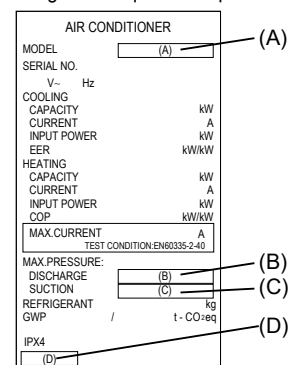 AIR CONDITIONER
MODEL (A) (A)
SERIAL NO.
V~ Hz
COOLING
CAPACITY kW
CURRENT A
INPUT POWER kW
EER kW/kW
HEATING
CAPACITY kW
CURRENT A
INPUT POWER kW
COP kW/kW
MAX.CURRENT A
TEST CONDITION:EN60335-2-40
MAX.PRESSURE:
DISCHARGE (B) (B)
SUCTION (C) (C)
REFRIGERANT kg
GWP / t - CO2eq
IPX4
(D) (D)